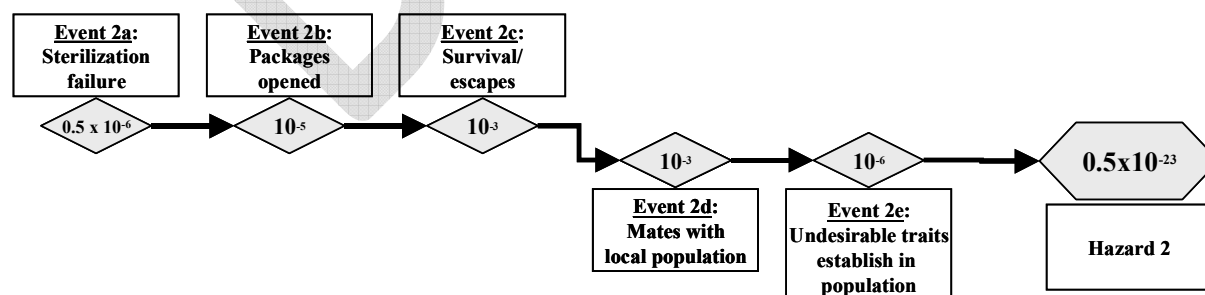 Event 2a:
Sterilization
failure
0.5 x 10-6
Event 2b:
Packages
opened
10-5
Event 2c:
Survival/
escapes
10-3
10-3
Event 2d:
Mates with
local population
10-6
Event 2e:
Undesirable traits
establish in
population
0.5x10-23
Hazard 2